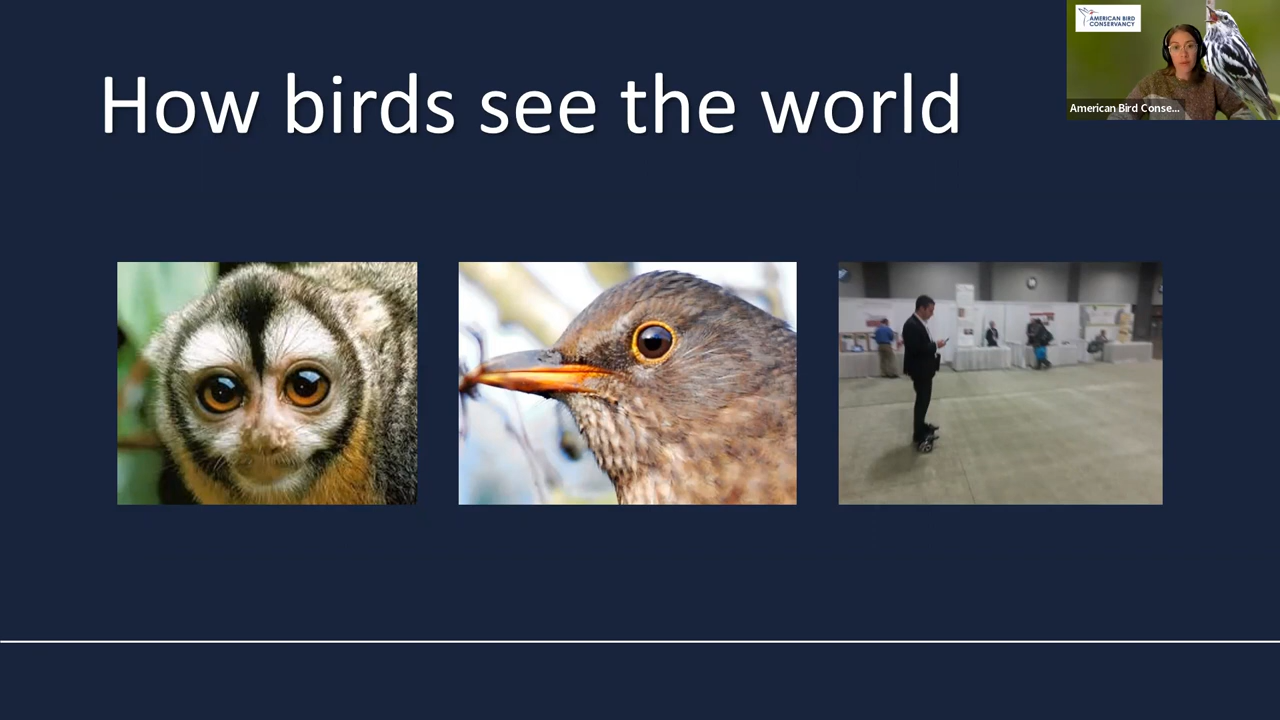 How birds see the world
AMERICAN BIRD
CONSERVANCY
American Bird Conse...